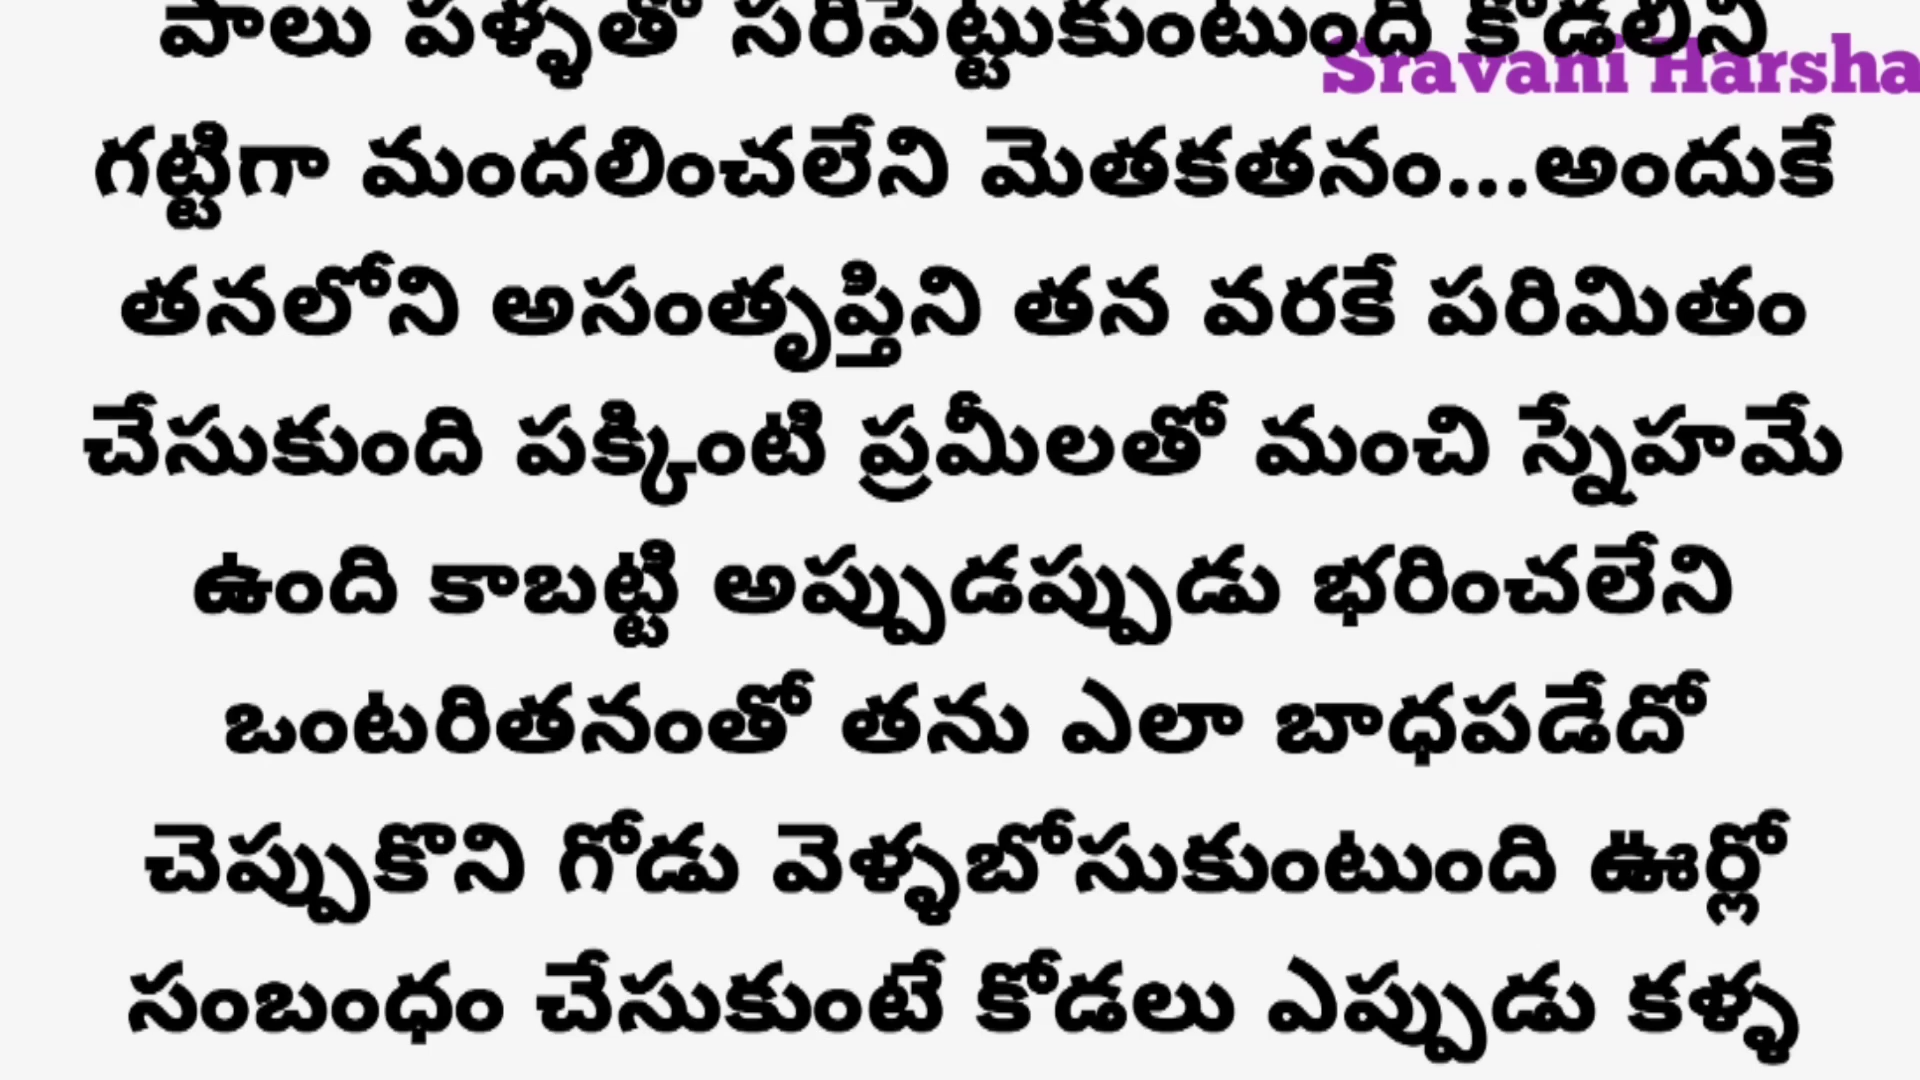 పాలు పళ్ళతో సరిపెట్టుకుంటుంది కోడలిని
Sravani Harsha
గట్టిగా మందలించలేని మెతకతనం...అందుకే
తనలోని అసంతృప్తిని తన వరకే పరిమితం
చేసుకుంది పక్కింటి ప్రమీలతో మంచి స్నేహమే
ఉంది కాబట్టి అప్పుడప్పుడు భరించలేని
ఒంటరితనంతో తను ఎలా బాధపడేదో
చెప్పుకొని గోడు వెళ్ళబోసుకుంటుంది ఊర్లో
సంబంధం చేసుకుంటే కోడలు ఎప్పుడు కళ్ళ